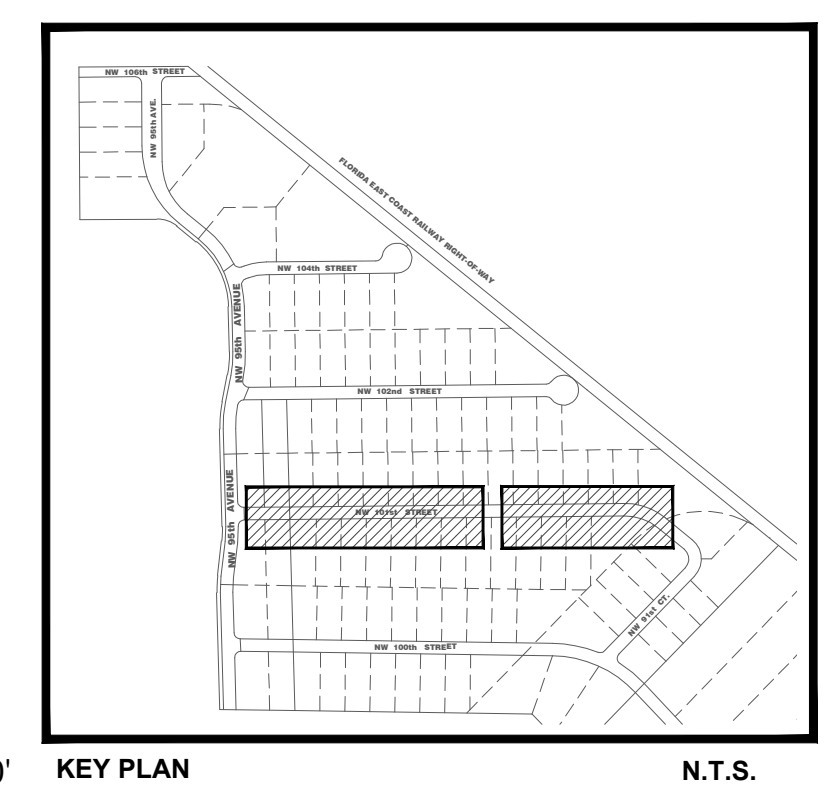 NW 106th STREET
NW 95th AVE.
FLORIDA EAST COAST RAILWAY RIGHT-OF-WAY
NW 104th STREET
NW 95th AVENUE
NW 102nd STREET
NW 95th AVENUE
NW 101st STREET
NW 91st CT.
NW 100th STREET
0' KEY PLAN N.T.S.